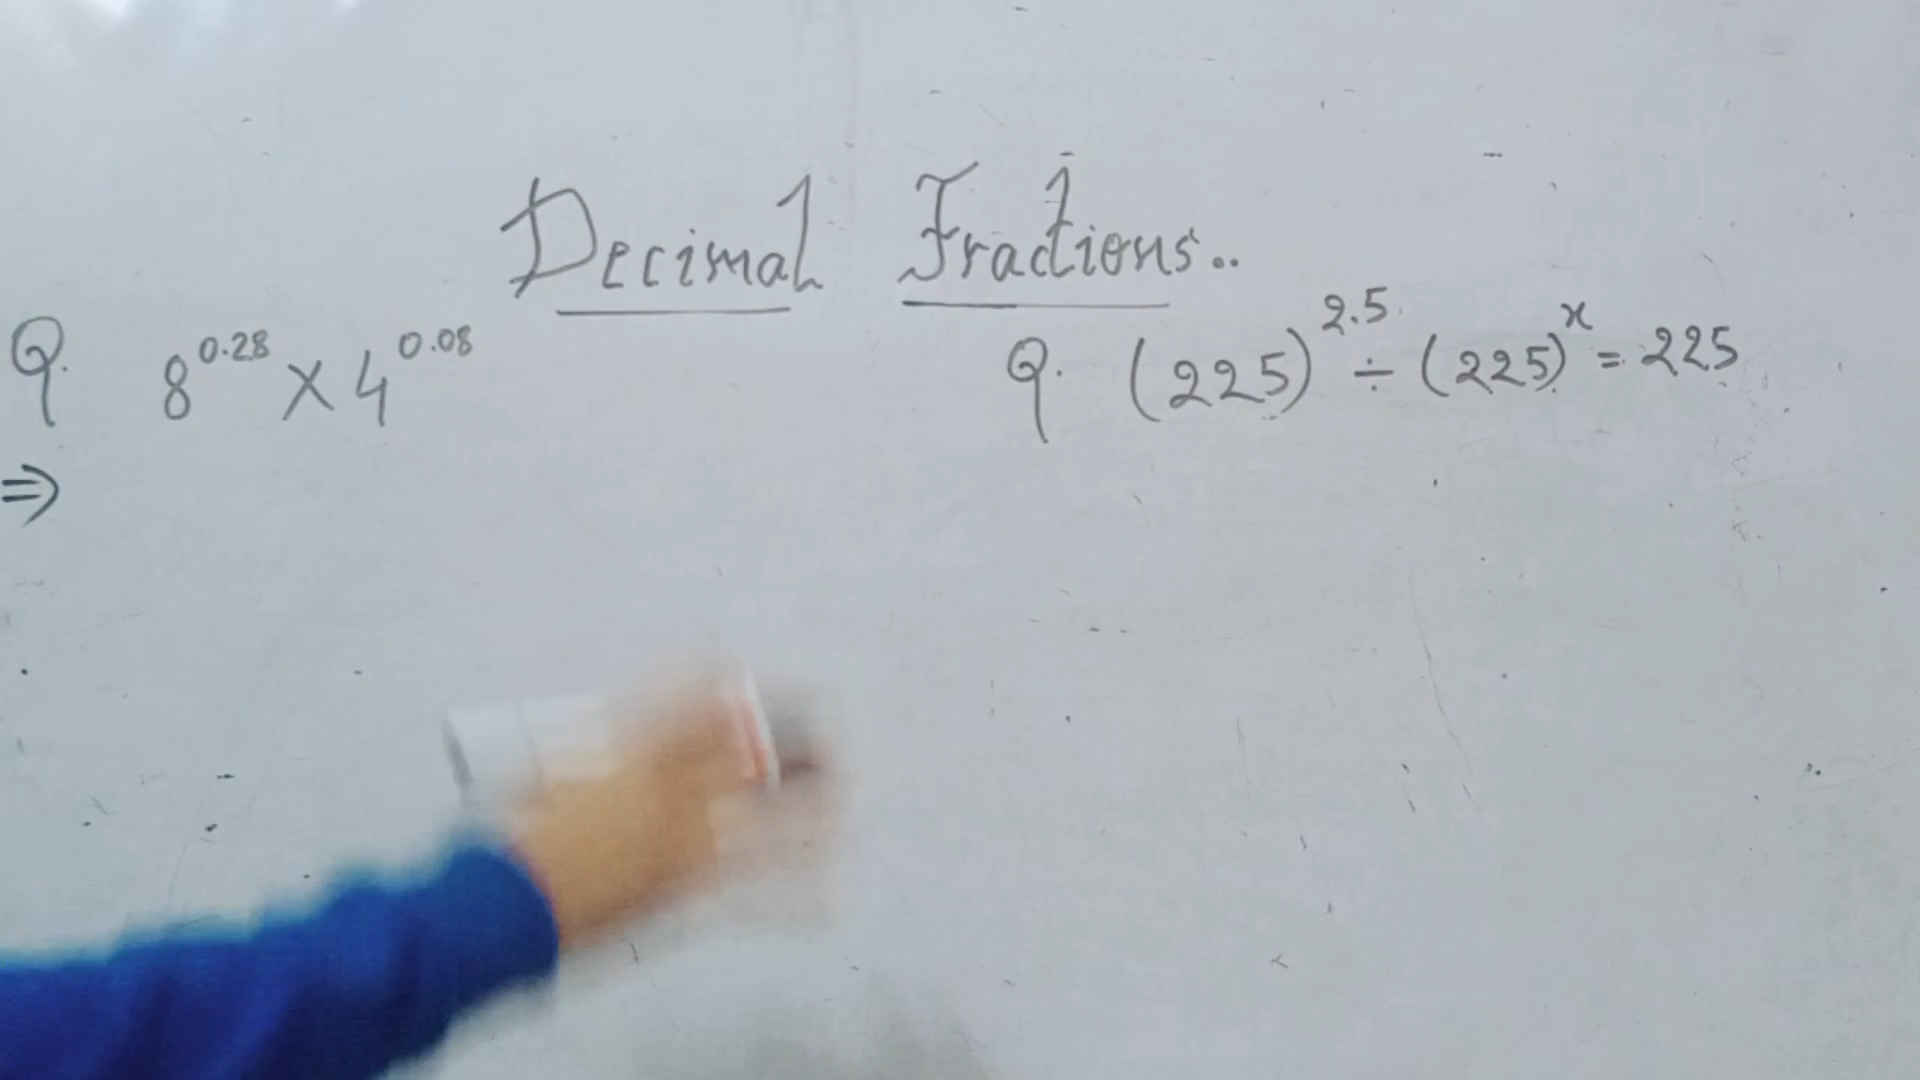 Decimal Fractions..
Q. 8^0.28 × 4^0.08
⇒
Q. (225)^2.5 ÷ (225)^x = 225